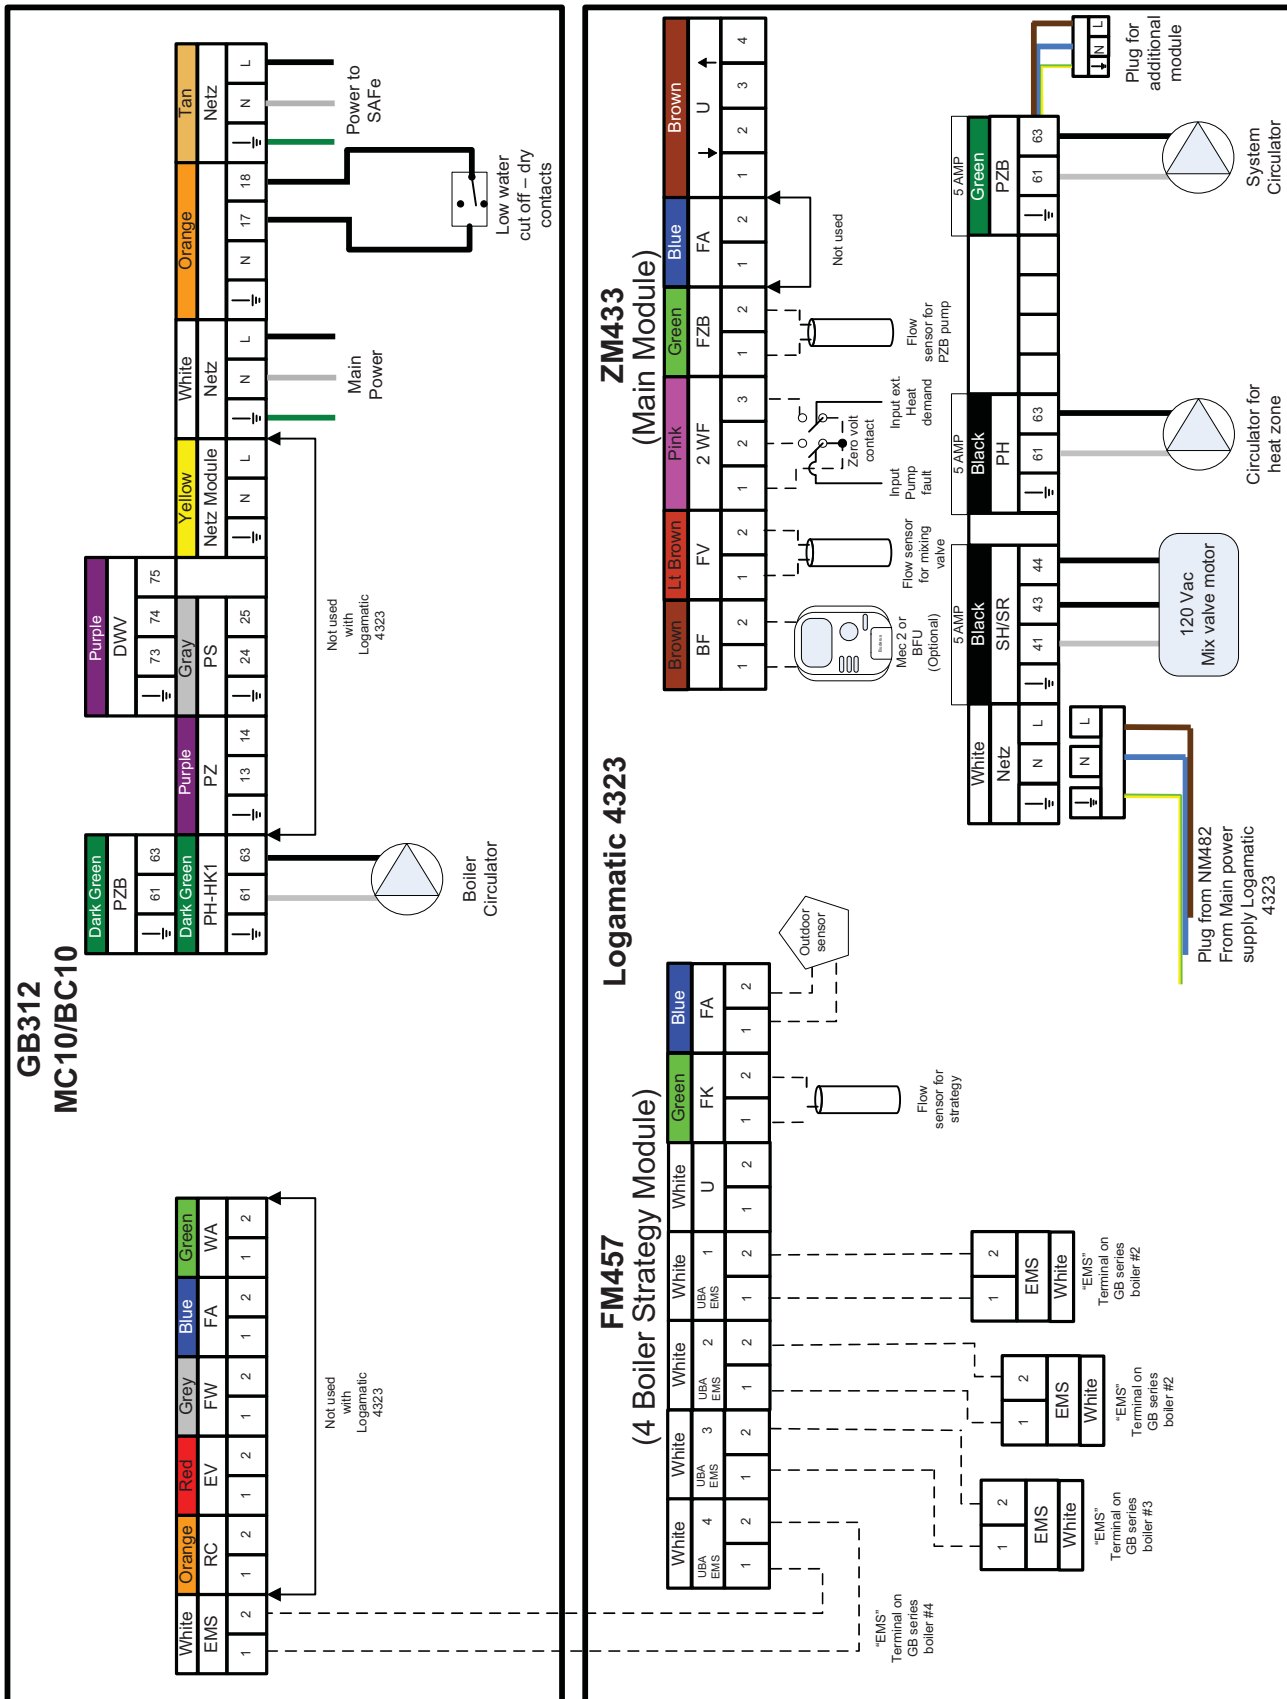 GB312
MC10/BC10
White Orange Red Grey Blue Green
EMS RC EV FW FA WA
1 2 1 2 1 2 1 2 1 2 1 2
Not used
with
Logamatic
4323
Dark Green Purple
PZB DWV
61 63 73 74 75
Dark Green Purple Gray Yellow White Orange Tan
PH-HK1 PZ PS Netz Module Netz Netz
61 63 13 14 24 25 N L N L N 17 18 N L
Boiler
Circulator
Not used
with
Logamatic
4323
Main
Power
Low water
cut off – dry
contacts
Power to
SAFe
Logamatic 4323
FM457
(4 Boiler Strategy Module)
White White White White White Green Blue
UBA EMS 4 UBA EMS 3 UBA EMS 2 UBA EMS 1 U FK FA
1 2 1 2 1 2 1 2 1 2 1 2 1 2
Outdoor
sensor
Flow
sensor for
strategy
"EMS"
Terminal on
GB series
boiler #4
1 2
EMS
White
"EMS"
Terminal on
GB series
boiler #3
1 2
EMS
White
"EMS"
Terminal on
GB series
boiler #2
1 2
EMS
White
"EMS"
Terminal on
GB series
boiler #2
ZM433
(Main Module)
Brown Lt Brown Pink Green Blue Brown
BF FV 2 WF FZB FA U
1 2 1 2 1 2 3 1 2 1 2 1 2 3 4
Mec 2 or
BFU
(Optional)
Flow sensor
for mixing
valve
Input
Pump
fault
Zero volt
contact
Input ext.
Heat
demand
Flow
sensor for
PZB pump
Not used
5 AMP 5 AMP 5 AMP
White Black Black Green
Netz SH/SR PH PZB
N L 41 43 44 61 63 61 63
N L
Plug from NM482
From Main power
supply Logamatic
4323
120 Vac
Mix valve motor
Circulator for
heat zone
System
Circulator
N L
Plug for
additional
module